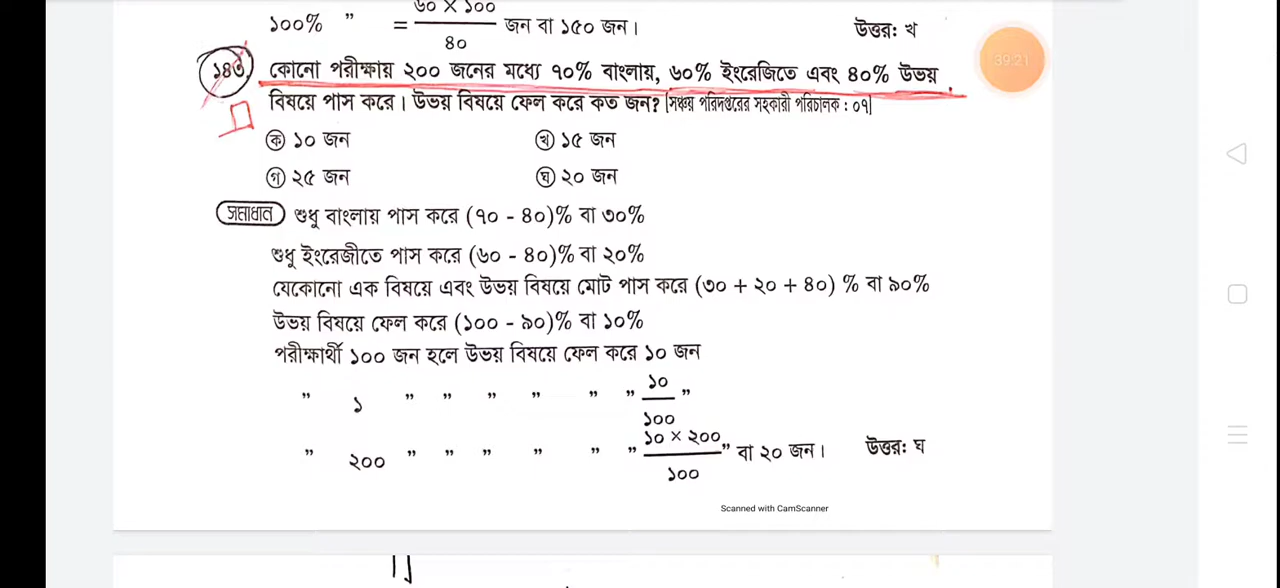 ১০০% ” = ৬০ × ১০০ / ৪০ জন বা ১৫০ জন। উত্তর: খ
39:21
১৪৩. কোনো পরীক্ষায় ২০০ জনের মধ্যে ৭০% বাংলায়, ৬০% ইংরেজিতে এবং ৪০% উভয়
বিষয়ে পাস করে। উভয় বিষয়ে ফেল করে কত জন? [সঞ্চয় পরিদপ্তরের সহকারী পরিচালক : ০৭]
ক ১০ জন খ ১৫ জন
গ ২৫ জন ঘ ২০ জন
সমাধান শুধু বাংলায় পাস করে (৭০ - ৪০)% বা ৩০%
শুধু ইংরেজীতে পাস করে (৬০ - ৪০)% বা ২০%
যেকোনো এক বিষয়ে এবং উভয় বিষয়ে মোট পাস করে (৩০ + ২০ + ৪০) % বা ৯০%
উভয় বিষয়ে ফেল করে (১০০ - ৯০)% বা ১০%
পরীক্ষার্থী ১০০ জন হলে উভয় বিষয়ে ফেল করে ১০ জন
” ১ ” ” ” ” ” ” ১০ / ১০০ ”
” ২০০ ” ” ” ” ” ” ১০ × ২০০ / ১০০ ” বা ২০ জন। উত্তর: ঘ
Scanned with CamScanner